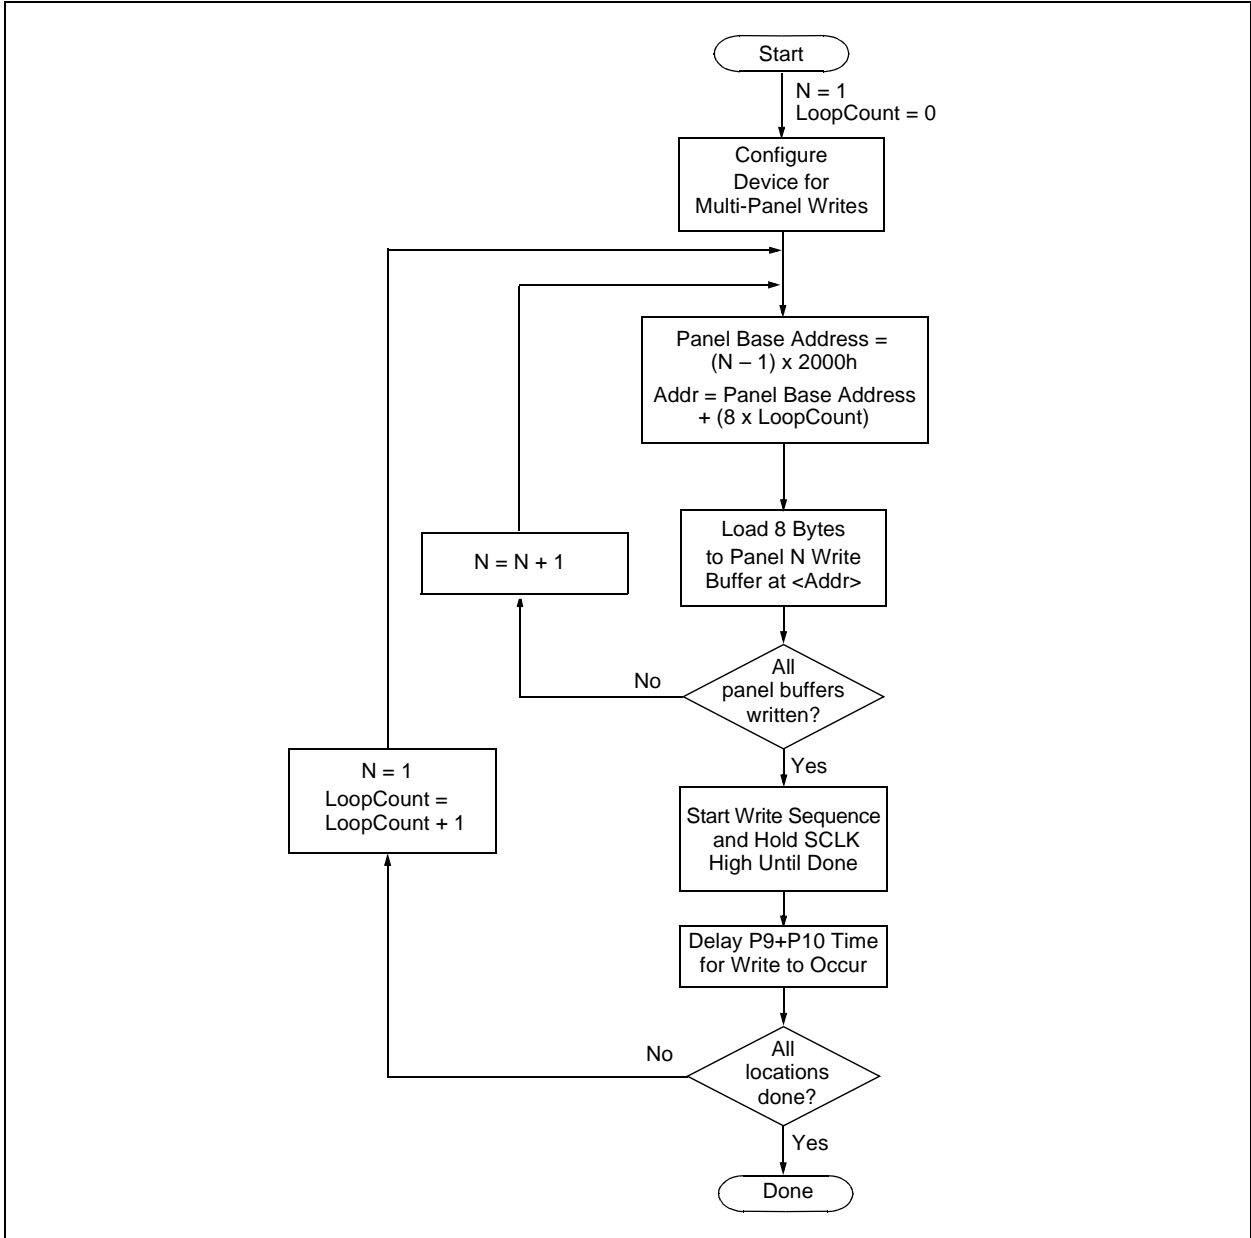 Start
N = 1
LoopCount = 0
Configure
Device for
Multi-Panel Writes
Panel Base Address =
(N – 1) x 2000h
Addr = Panel Base Address
+ (8 x LoopCount)
Load 8 Bytes
to Panel N Write
Buffer at <Addr>
N = N + 1
All
panel buffers
written?
No
Yes
N = 1
LoopCount =
LoopCount + 1
Start Write Sequence
and Hold SCLK
High Until Done
Delay P9+P10 Time
for Write to Occur
All
locations
done?
No
Yes
Done